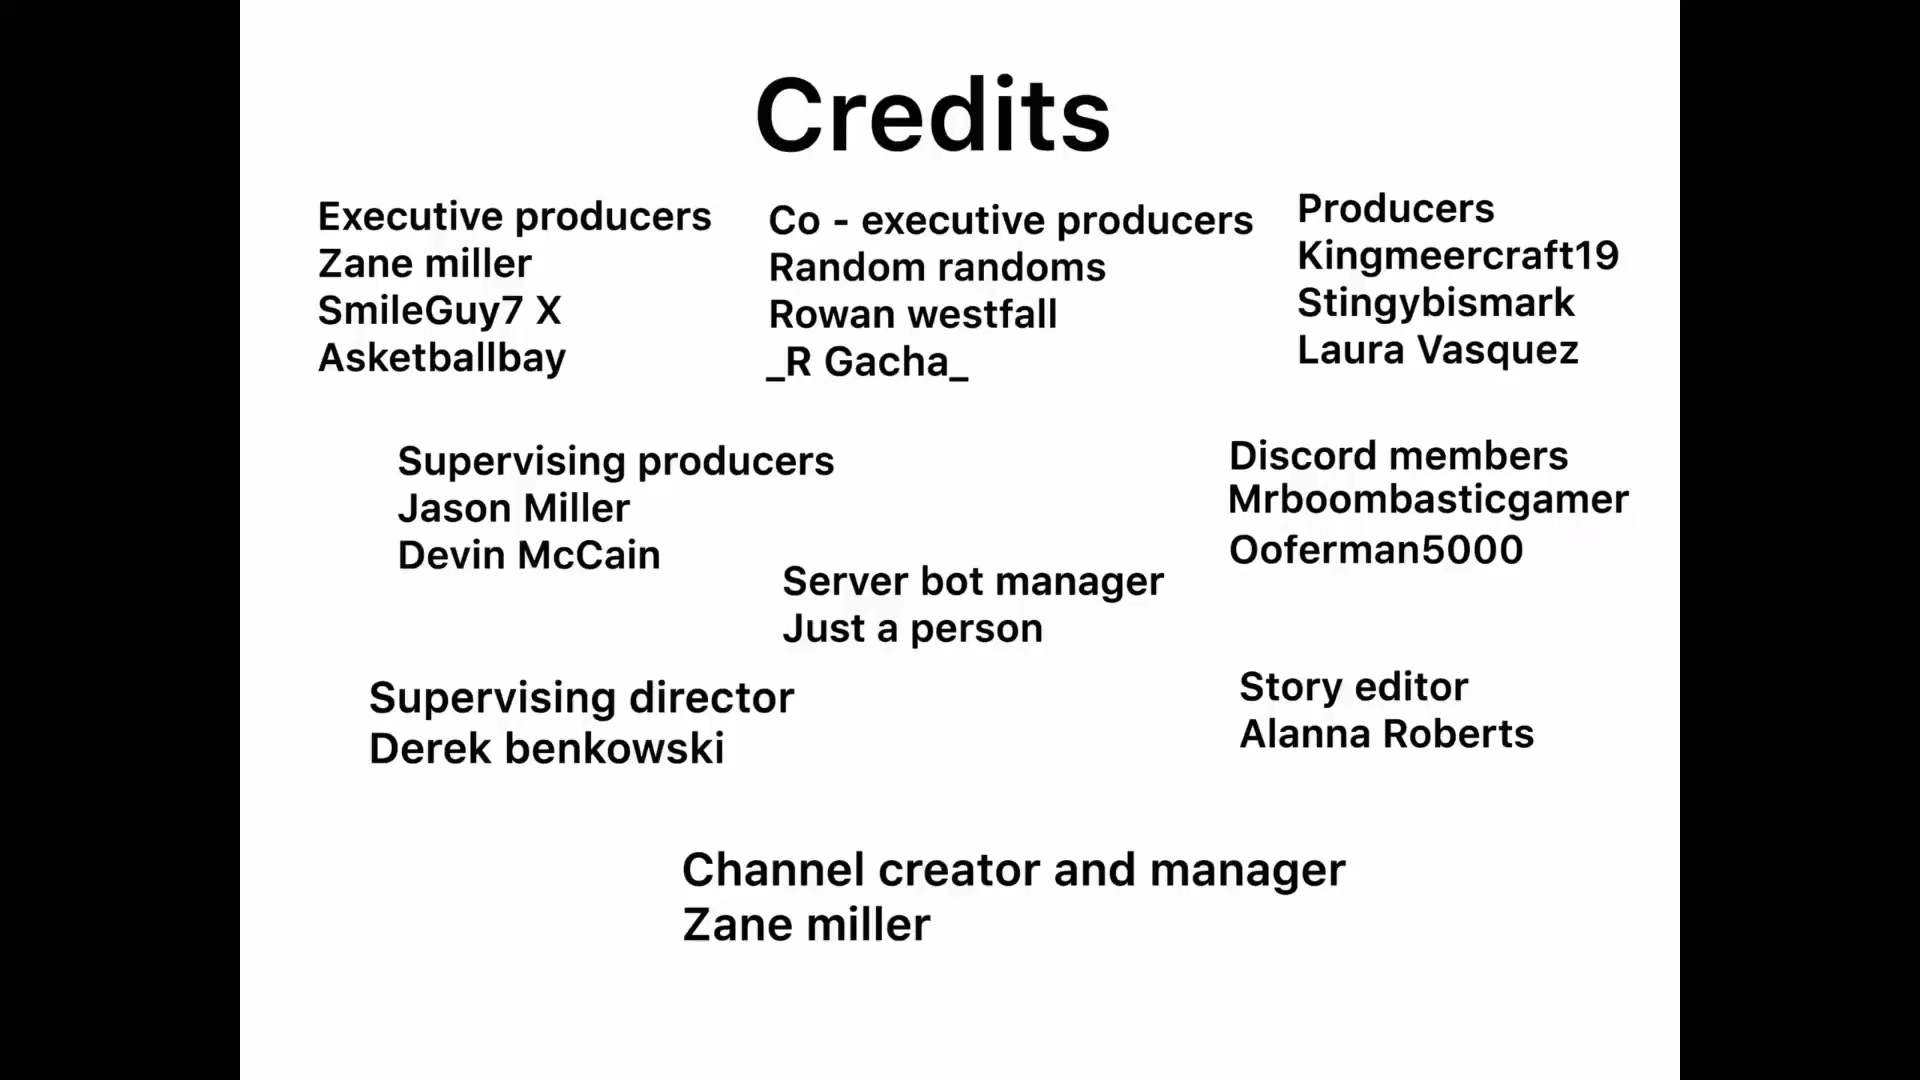 Credits
Executive producers
Zane miller
SmileGuy7 X
Asketballbay
Co - executive producers
Random randoms
Rowan westfall
_R Gacha_
Producers
Kingmeercraft19
Stingybismark
Laura Vasquez
Supervising producers
Jason Miller
Devin McCain
Server bot manager
Just a person
Discord members
Mrboombasticgamer
Ooferman5000
Supervising director
Derek benkowski
Story editor
Alanna Roberts
Channel creator and manager
Zane miller